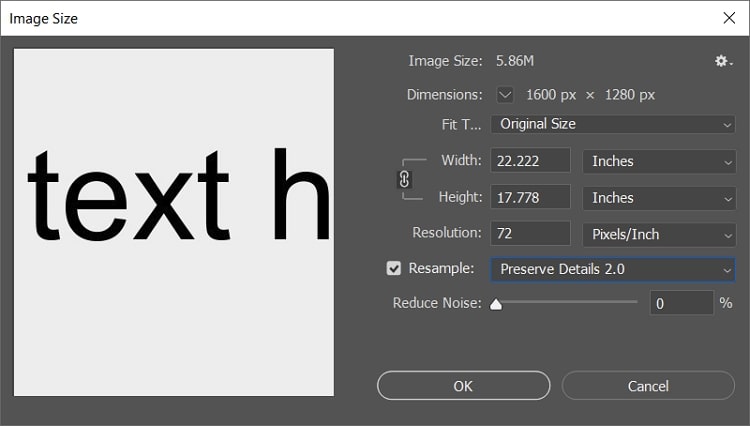 Image Size
text h
Image Size: 5.86M
Dimensions: 1600 px × 1280 px
Fit T... Original Size
Width: 22.222 Inches
Height: 17.778 Inches
Resolution: 72 Pixels/Inch
Resample: Preserve Details 2.0
Reduce Noise: 0 %
OK Cancel